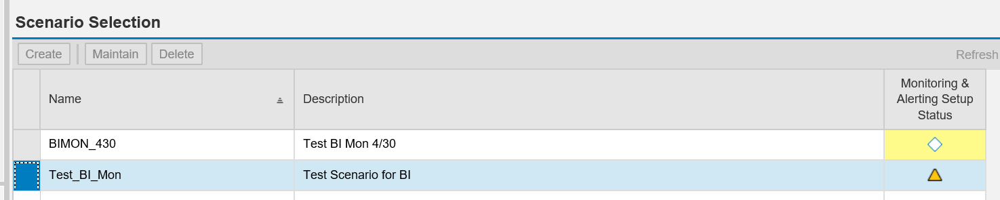 Scenario Selection
Create Maintain Delete Refresh
Name Description Monitoring &
Alerting Setup
Status
BIMON_430 Test BI Mon 4/30
Test_BI_Mon Test Scenario for BI